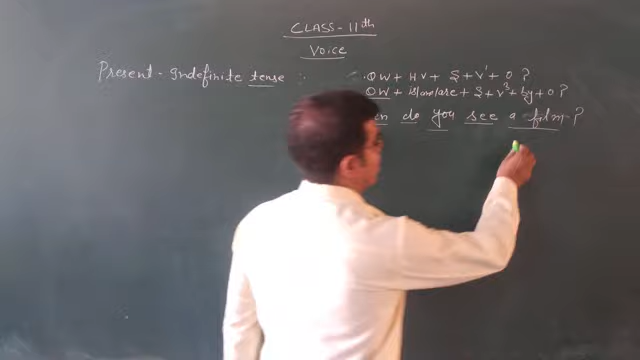 CLASS-11th
Voice
Present-Indefinite tense :
QW + HV + S + V¹ + O ?
QW + is/am/are + S + V³ + by + O ?
do you see a film ?